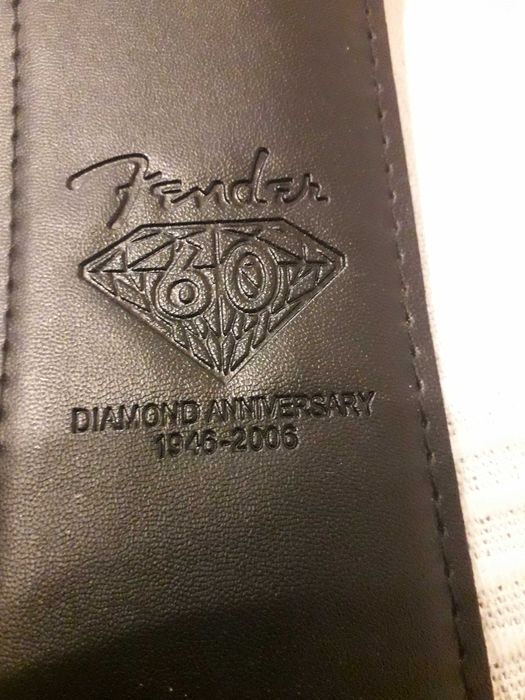 Fender
60
DIAMOND ANNIVERSARY
1946-2006